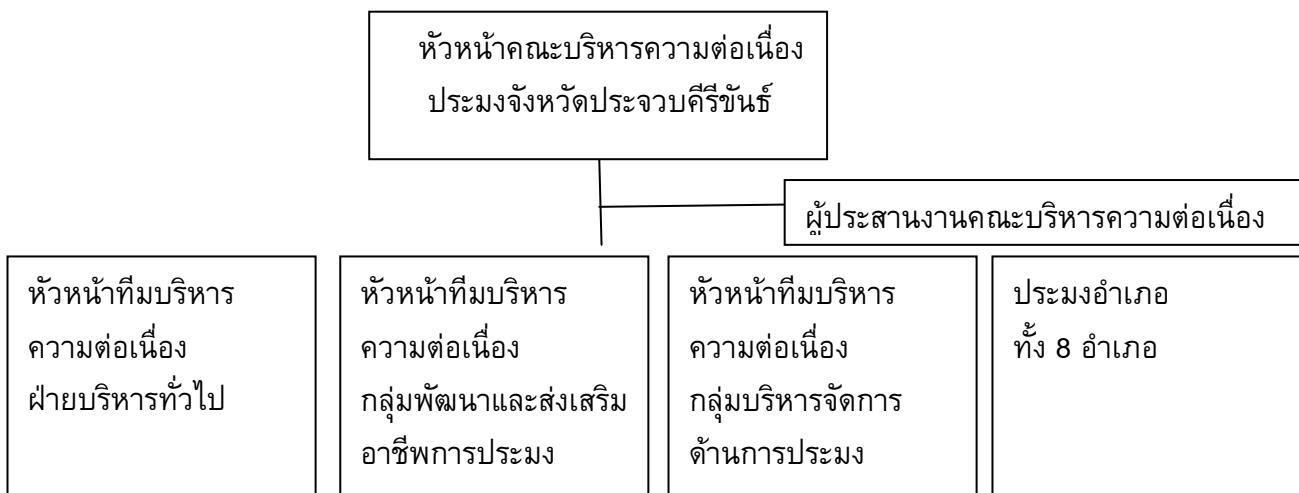 หัวหน้าคณะบริหารความต่อเนื่อง
ประมงจังหวัดประจวบคีรีขันธ์
ผู้ประสานงานคณะบริหารความต่อเนื่อง
หัวหน้าทีมบริหาร
ความต่อเนื่อง
ฝ่ายบริหารทั่วไป
หัวหน้าทีมบริหาร
ความต่อเนื่อง
กลุ่มพัฒนาและส่งเสริม
อาชีพการประมง
หัวหน้าทีมบริหาร
ความต่อเนื่อง
กลุ่มบริหารจัดการ
ด้านการประมง
ประมงอำเภอ
ทั้ง 8 อำเภอ